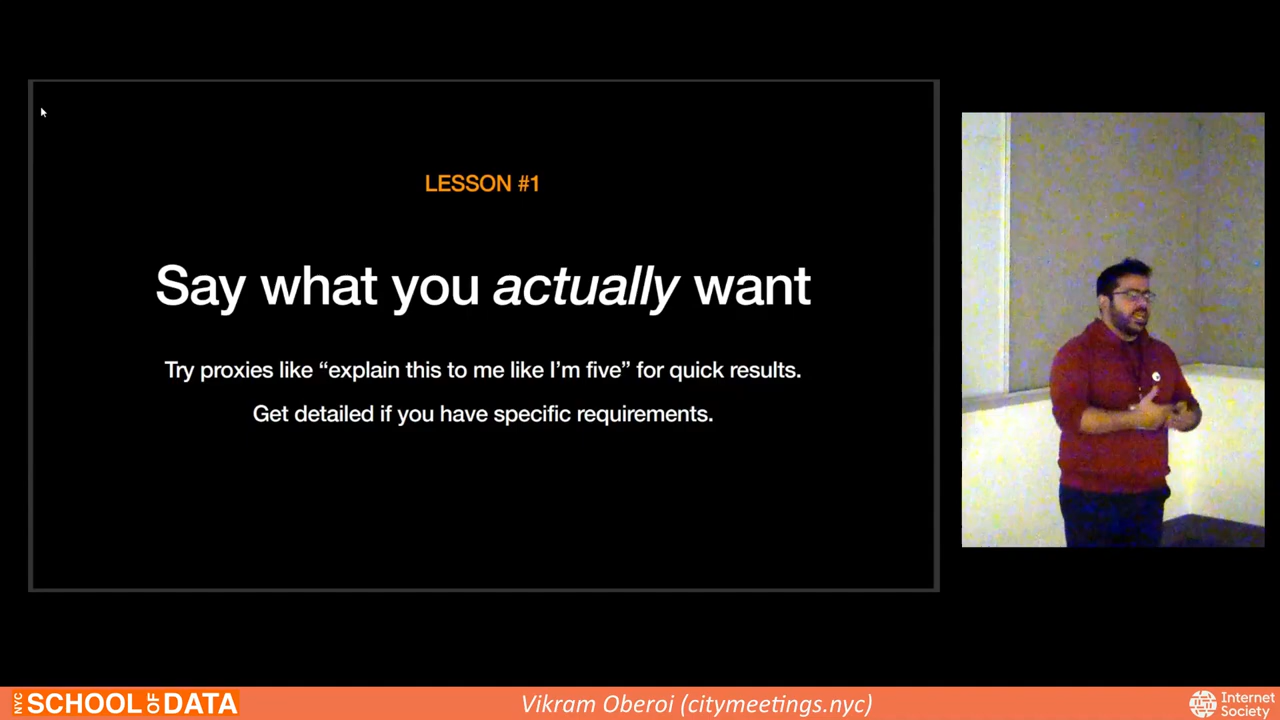 LESSON #1
Say what you actually want
Try proxies like “explain this to me like I’m five” for quick results.
Get detailed if you have specific requirements.
NYC SCHOOL OF DATA
Vikram Oberoi (citymeetings.nyc)
Internet
Society